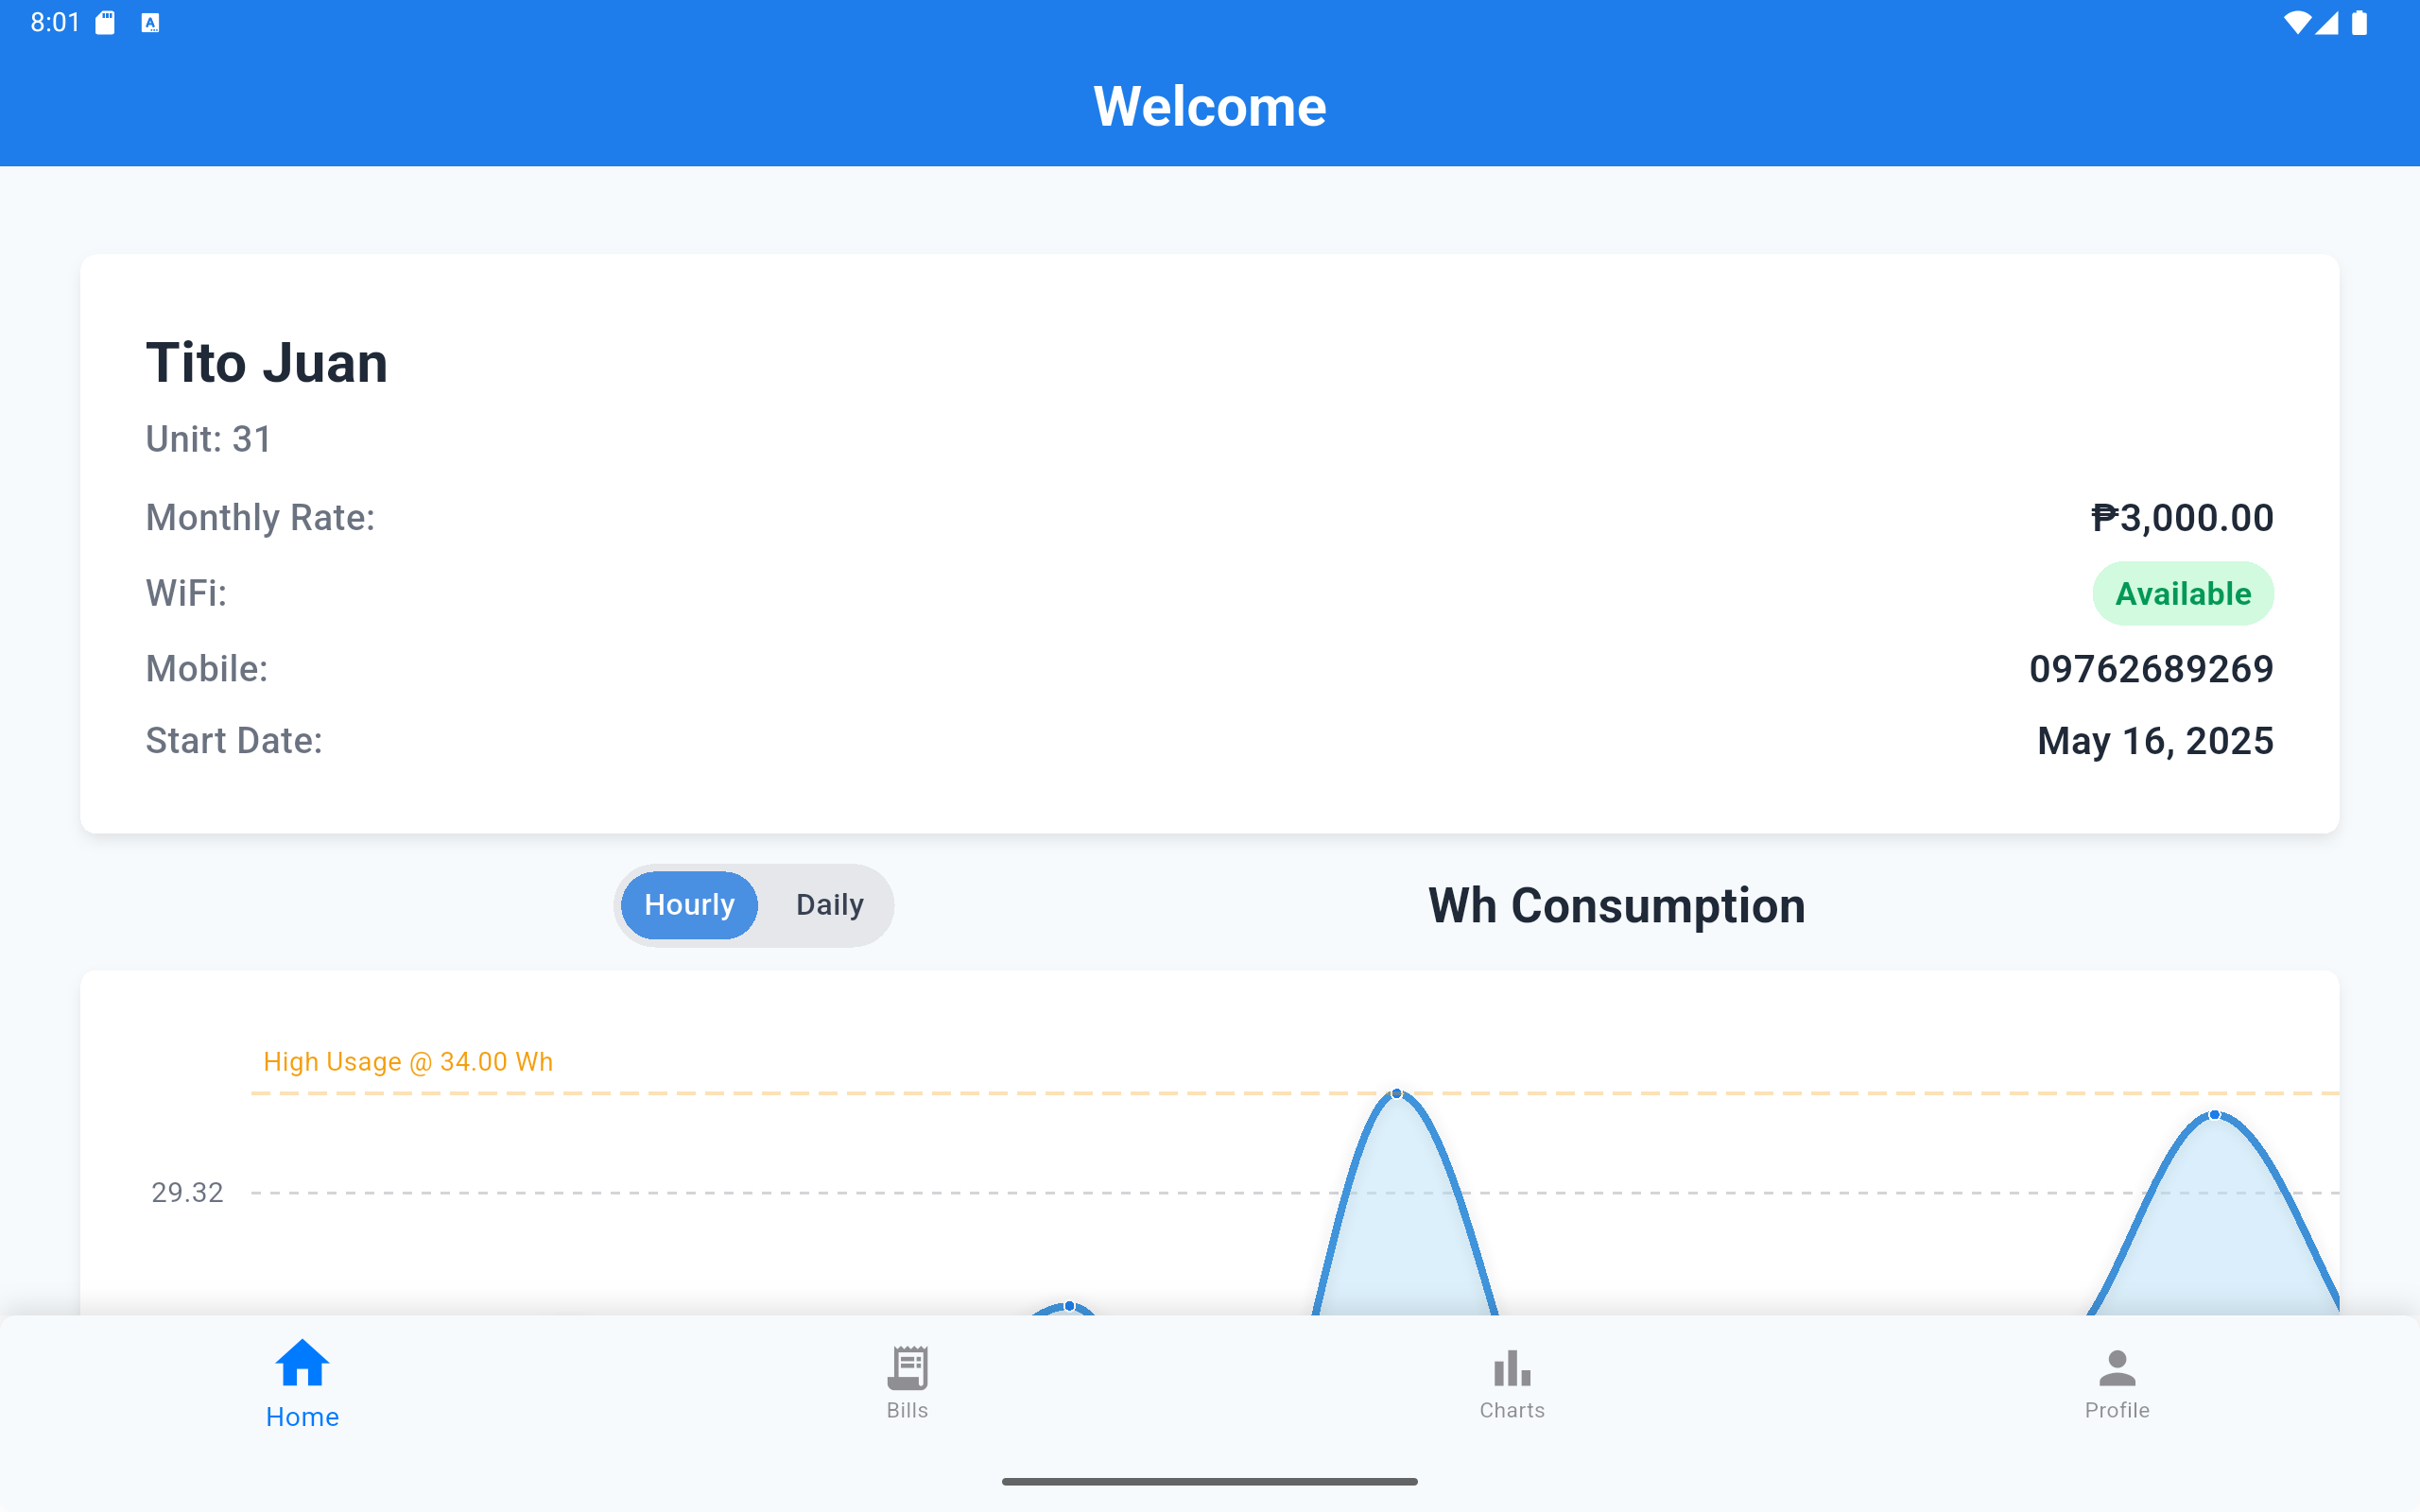 8:01
Welcome
Tito Juan
Unit: 31
Monthly Rate: ₱3,000.00
WiFi: Available
Mobile: 09762689269
Start Date: May 16, 2025
Hourly Daily Wh Consumption
High Usage @ 34.00 Wh
29.32
Home Bills Charts Profile